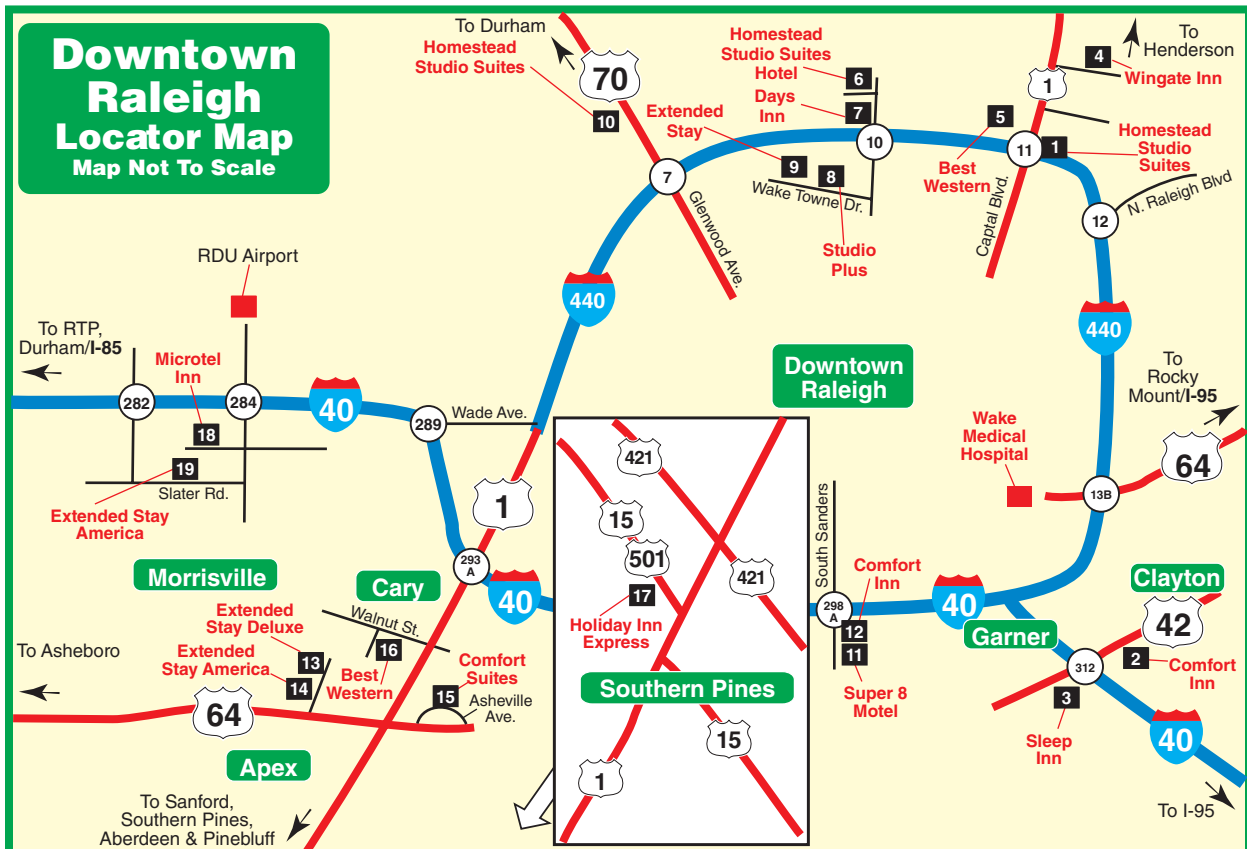 Downtown
Raleigh
Locator Map
Map Not To Scale
To Durham
Homestead
Studio Suites
10
70
Homestead
Studio Suites
Hotel
6
Days
Inn
7
Extended
Stay
9
8
Wake Towne Dr.
Studio
Plus
10
7
Glenwood Ave.
1
To
Henderson
4
Wingate Inn
5
Best
Western
11
1
Homestead
Studio
Suites
Captal Blvd.
12
N. Raleigh Blvd
440
440
RDU Airport
To RTP,
Durham/I-85
Microtel
Inn
282
284
40
18
19
Slater Rd.
Extended Stay
America
289
Wade Ave.
1
Downtown
Raleigh
To
Rocky
Mount/I-95
Wake
Medical
Hospital
64
13B
421
15
501
421
17
Holiday Inn
Express
Southern Pines
15
1
South Sanders
298
A
Comfort
Inn
12
11
Super 8
Motel
40
Garner
Clayton
42
312
2
Comfort
Inn
3
Sleep
Inn
40
To I-95
Morrisville
Cary
293
A
40
Walnut St.
16
Best
Western
Extended
Stay Deluxe
13
Extended
Stay America
14
To Asheboro
64
Comfort
Suites
15
Asheville
Ave.
Apex
To Sanford,
Southern Pines,
Aberdeen & Pinebluff